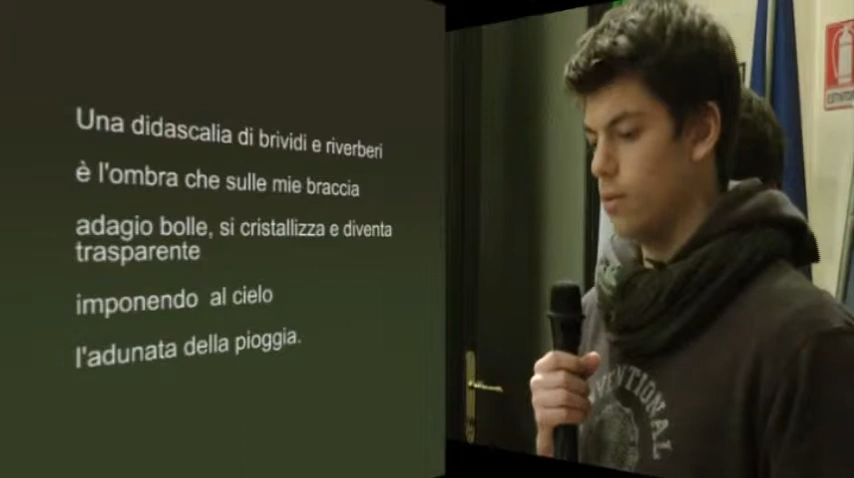 Una didascalia di brividi e riverberi
è l'ombra che sulle mie braccia
adagio bolle, si cristallizza e diventa
trasparente
imponendo al cielo
l'adunata della pioggia.